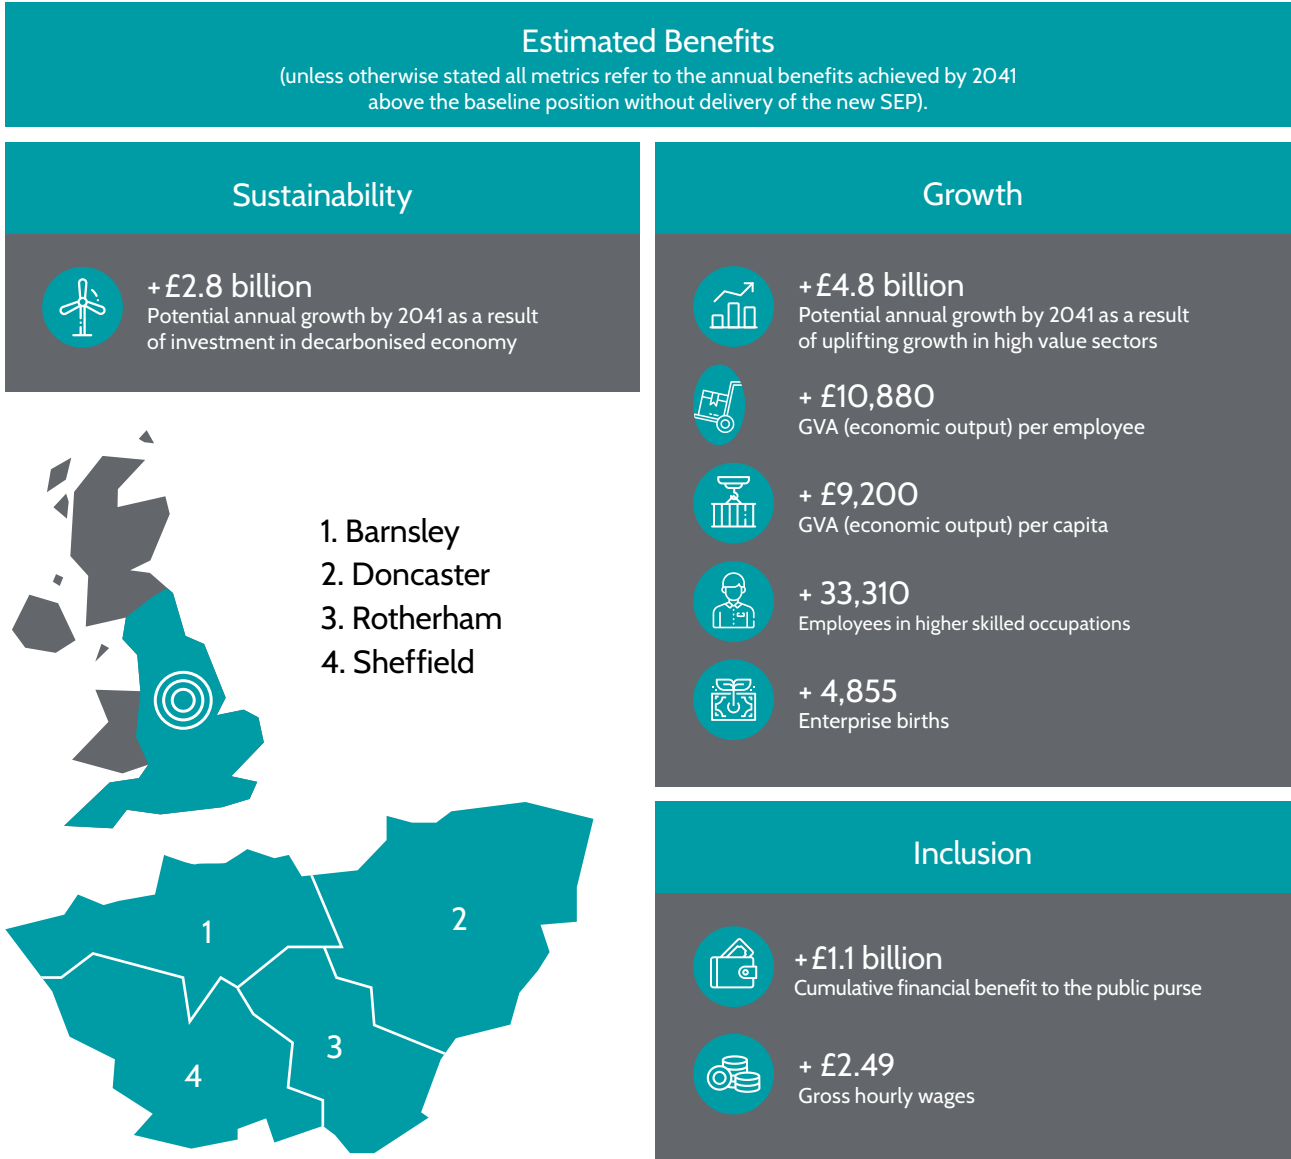 Estimated Benefits
(unless otherwise stated all metrics refer to the annual benefits achieved by 2041
above the baseline position without delivery of the new SEP).
Sustainability
+£2.8 billion
Potential annual growth by 2041 as a result
of investment in decarbonised economy
1. Barnsley
2. Doncaster
3. Rotherham
4. Sheffield
1
2
3
4
Growth
+£4.8 billion
Potential annual growth by 2041 as a result
of uplifting growth in high value sectors
+ £10,880
GVA (economic output) per employee
+ £9,200
GVA (economic output) per capita
+ 33,310
Employees in higher skilled occupations
+ 4,855
Enterprise births
Inclusion
+£1.1 billion
Cumulative financial benefit to the public purse
+ £2.49
Gross hourly wages